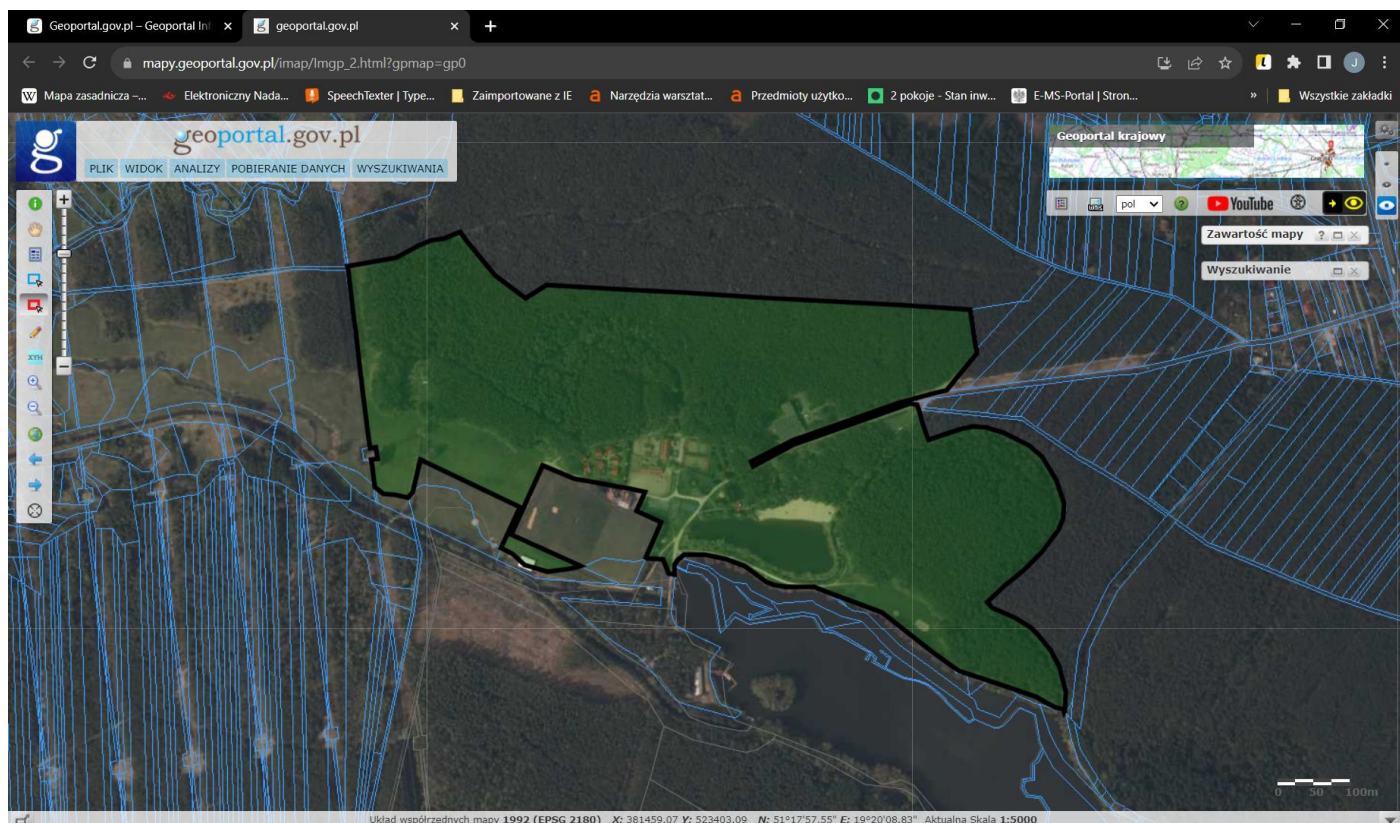 Geoportal.gov.pl – Geoportal Inf
geoportal.gov.pl
mapy.geoportal.gov.pl/imap/Imgp_2.html?gpmap=gp0
J
Mapa zasadnicza –...
Elektroniczny Nada...
SpeechTexter | Type...
Zaimportowane z IE
Narzędzia warsztat...
Przedmioty użytko...
2 pokoje - Stan inw...
E-MS-Portal | Stron...
»
Wszystkie zakładki
geoportal.gov.pl
PLIK WIDOK ANALIZY POBIERANIE DANYCH WYSZUKIWANIA
Geoportal krajowy
pol
YouTube
Zawartość mapy
Wyszukiwanie
XYH
0 50 100m
Układ współrzędnych mapy 1992 (EPSG 2180) X: 381459.07 Y: 523403.09 N: 51°17'57.55" E: 19°20'08.83" Aktualna Skala 1:5000